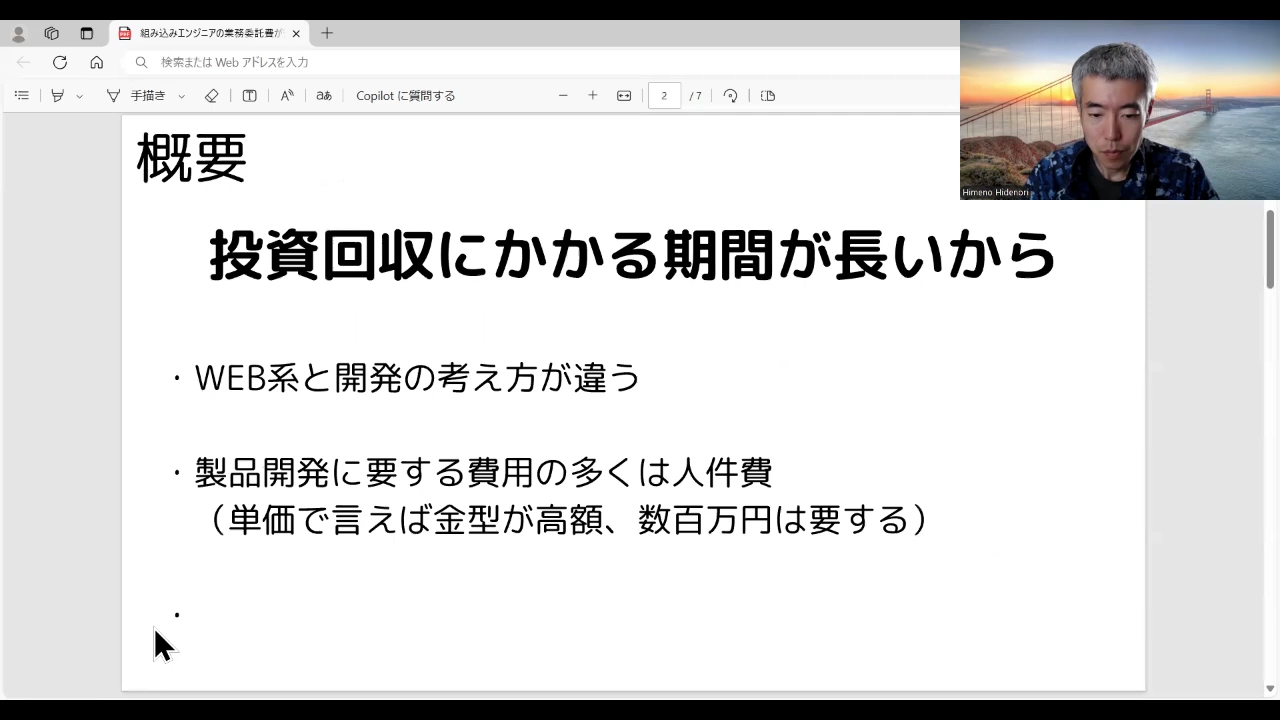 組み込みエンジニアの業務委託費が
検索または Web アドレスを入力
手描き
Copilot に質問する
2 / 7
Himeno Hidenori
概要
投資回収にかかる期間が長いから
・WEB系と開発の考え方が違う
・製品開発に要する費用の多くは人件費
（単価で言えば金型が高額、数百万円は要する）
・